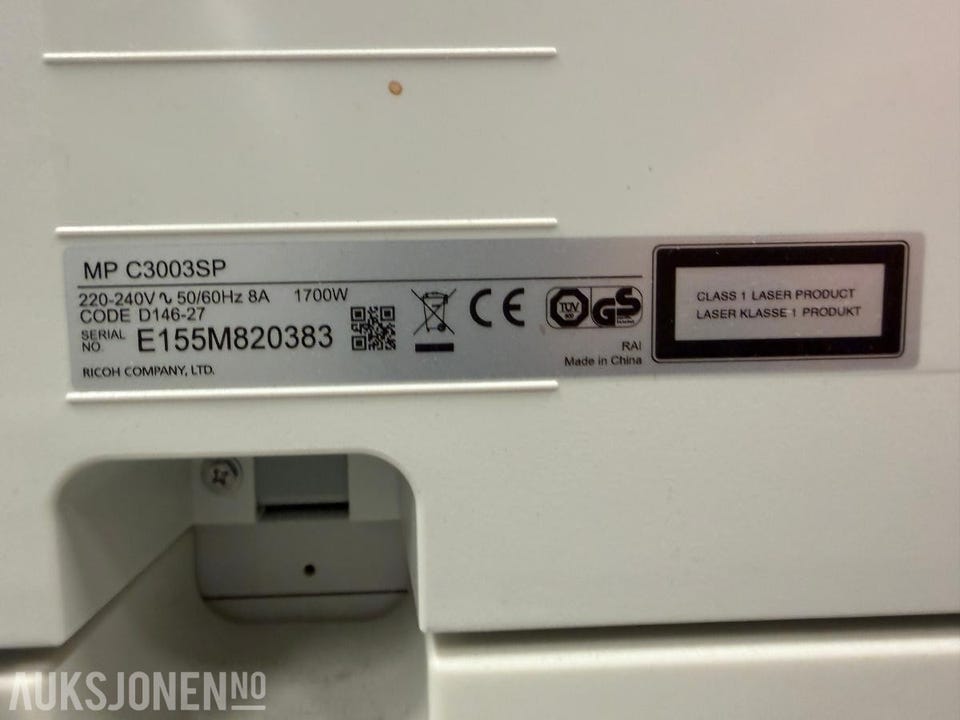 MP C3003SP
220-240V ∿ 50/60Hz 8A 1700W
CODE D146-27
SERIAL NO. E155M820383
RICOH COMPANY, LTD.
CE
TÜV
GS
RAI
Made in China
CLASS 1 LASER PRODUCT
LASER KLASSE 1 PRODUKT
AUKSJONEN NO